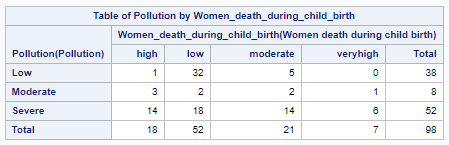 Table of Pollution by Women_death_during_child_birth
Women_death_during_child_birth(Women death during child birth)
Pollution(Pollution) high low moderate veryhigh Total
Low 1 32 5 0 38
Moderate 3 2 2 1 8
Severe 14 18 14 6 52
Total 18 52 21 7 98